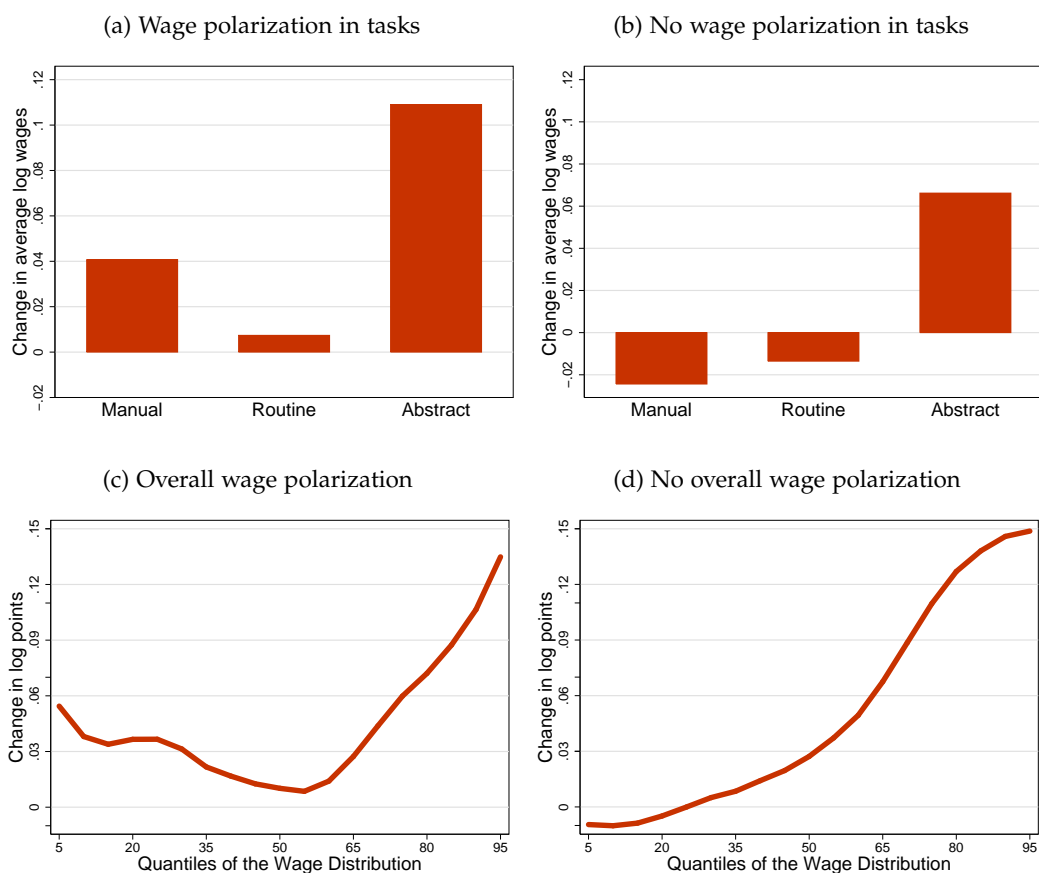 (a) Wage polarization in tasks
(b) No wage polarization in tasks
Change in average log wages
.12
.1
.08
.06
.04
.02
0
−.02
Manual Routine Abstract
Change in average log wages
.12
.1
.08
.06
.04
.02
0
−.02
Manual Routine Abstract
(c) Overall wage polarization
(d) No overall wage polarization
Change in log points
.15
.12
.09
.06
.03
0
5 20 35 50 65 80 95
Quantiles of the Wage Distribution
Change in log points
.15
.12
.09
.06
.03
0
5 20 35 50 65 80 95
Quantiles of the Wage Distribution